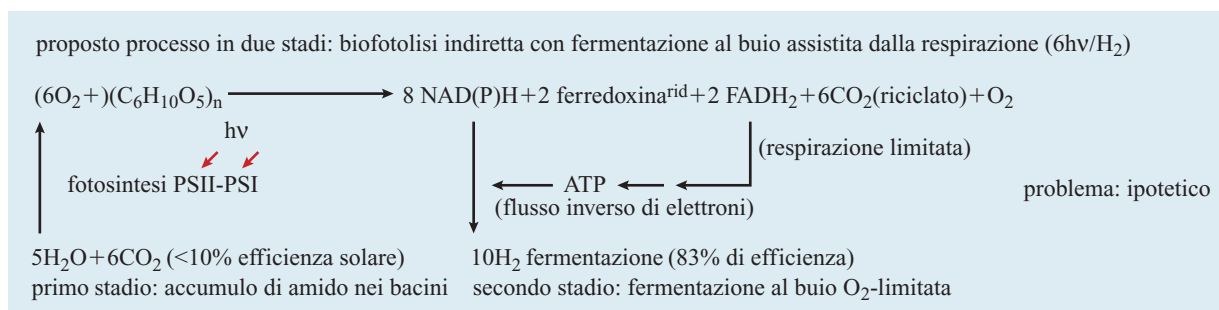 proposto processo in due stadi: biofotolisi indiretta con fermentazione al buio assistita dalla respirazione (6hν/H₂)
(6O₂+)(C₆H₁₀O₅)ₙ 8 NAD(P)H+2 ferredoxinaʳⁱᵈ+2 FADH₂+6CO₂(riciclato)+O₂
hν
(respirazione limitata)
fotosintesi PSII-PSI
ATP
problema: ipotetico
(flusso inverso di elettroni)
5H₂O+6CO₂ (<10% efficienza solare)
primo stadio: accumulo di amido nei bacini
10H₂ fermentazione (83% di efficienza)
secondo stadio: fermentazione al buio O₂-limitata